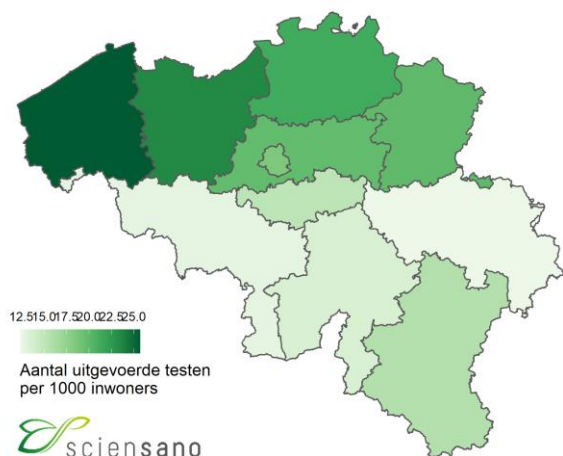 12.515.017.520.022.525.0
Aantal uitgevoerde testen
per 1000 inwoners
sciensano